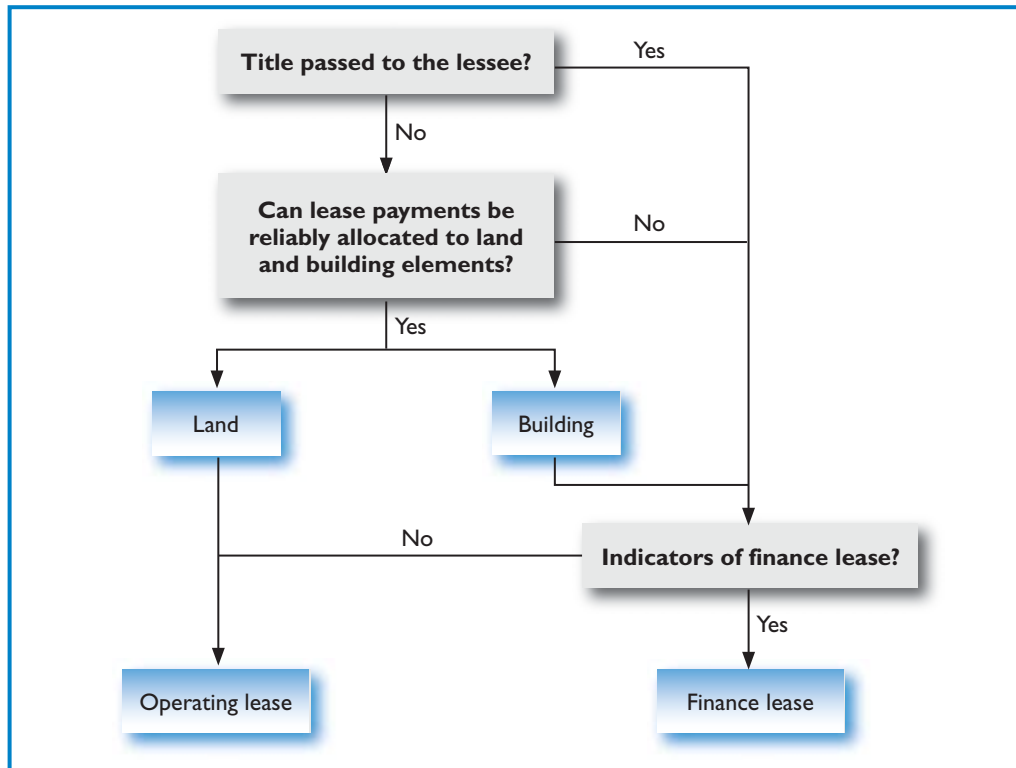 Title passed to the lessee?
Yes
No
Can lease payments be
reliably allocated to land
and building elements?
No
Yes
Land
Building
No
Indicators of finance lease?
Yes
Operating lease
Finance lease